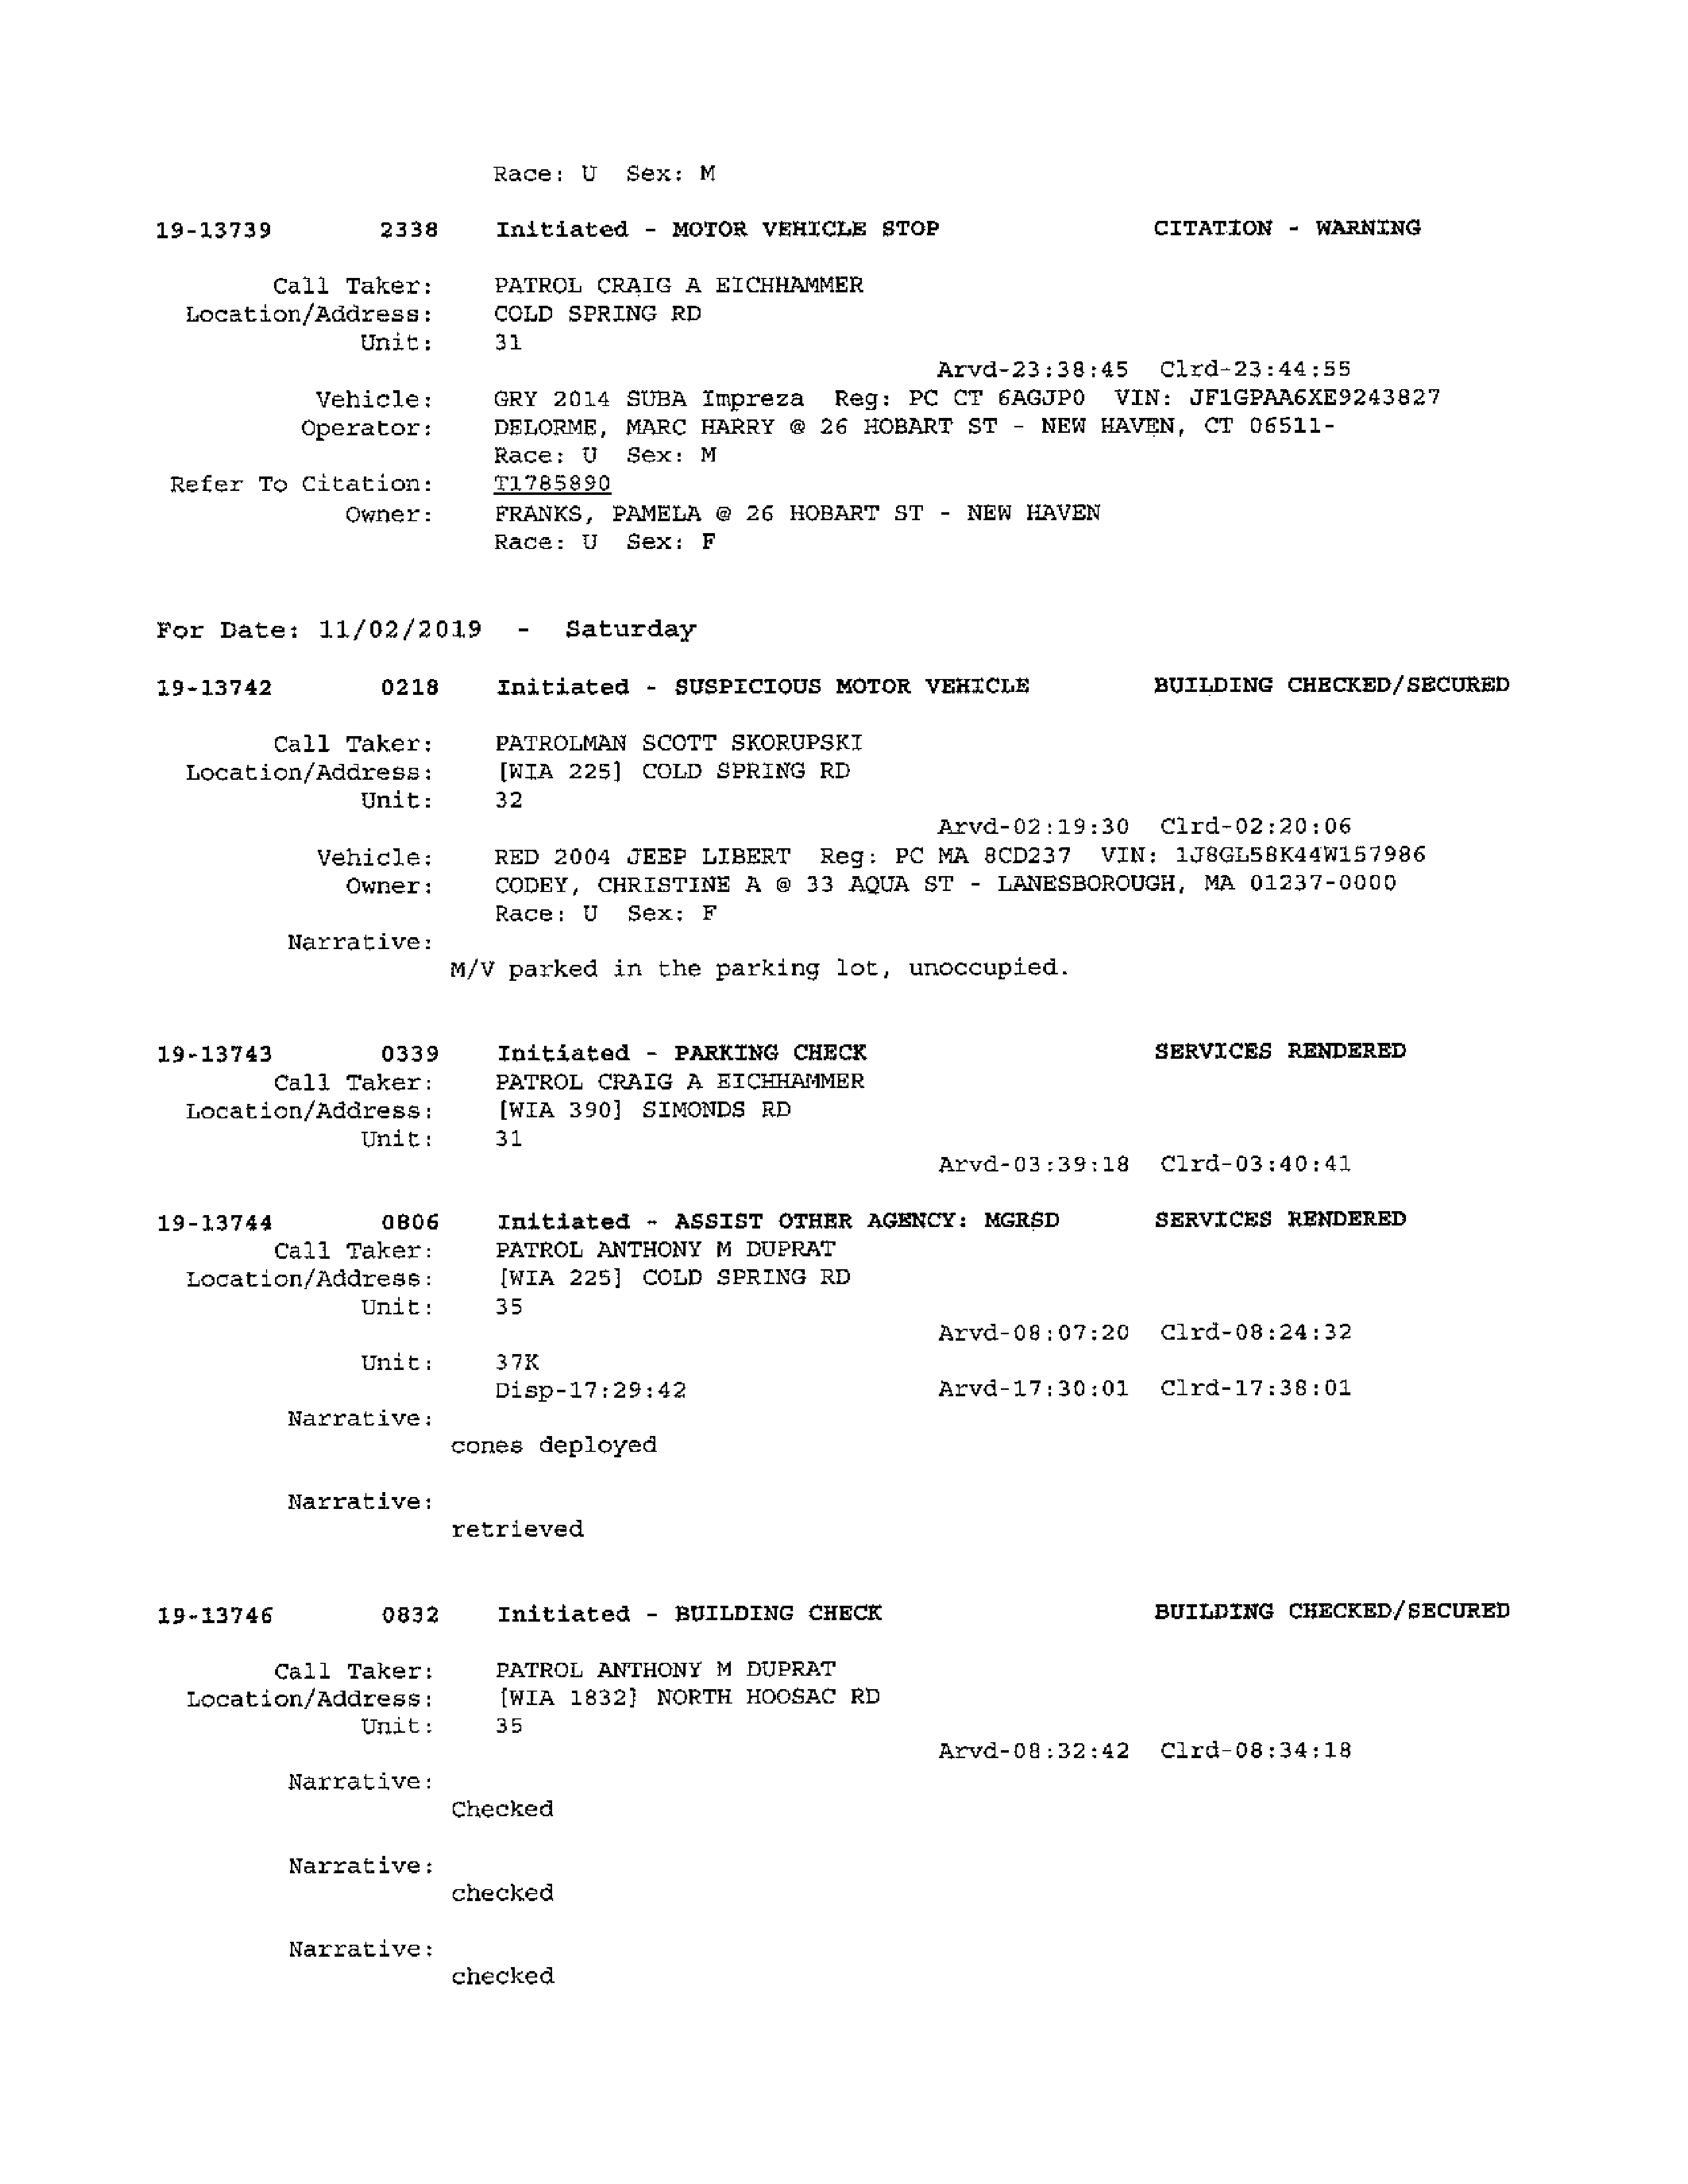 Race: U Sex: M
19-13739 2338 Initiated - MOTOR VEHICLE STOP CITATION - WARNING
Call Taker: PATROL CRAIG A EICHHAMMER
Location/Address: COLD SPRING RD
Unit: 31
Arvd-23:38:45 Clrd-23:44:55
Vehicle: GRY 2014 SUBA Impreza Reg: PC CT 6AGJP0 VIN: JF1GPAA6XE9243827
Operator: DELORME, MARC HARRY @ 26 HOBART ST - NEW HAVEN, CT 06511-
Race: U Sex: M
Refer To Citation: T1785890
Owner: FRANKS, PAMELA @ 26 HOBART ST - NEW HAVEN
Race: U Sex: F
For Date: 11/02/2019 - Saturday
19-13742 0218 Initiated - SUSPICIOUS MOTOR VEHICLE BUILDING CHECKED/SECURED
Call Taker: PATROLMAN SCOTT SKORUPSKI
Location/Address: [WIA 225] COLD SPRING RD
Unit: 32
Arvd-02:19:30 Clrd-02:20:06
Vehicle: RED 2004 JEEP LIBERT Reg: PC MA 8CD237 VIN: 1J8GL58K44W157986
Owner: CODEY, CHRISTINE A @ 33 AQUA ST - LANESBOROUGH, MA 01237-0000
Race: U Sex: F
Narrative:
M/V parked in the parking lot, unoccupied.
19-13743 0339 Initiated - PARKING CHECK SERVICES RENDERED
Call Taker: PATROL CRAIG A EICHHAMMER
Location/Address: [WIA 390] SIMONDS RD
Unit: 31
Arvd-03:39:18 Clrd-03:40:41
19-13744 0806 Initiated - ASSIST OTHER AGENCY: MGRSD SERVICES RENDERED
Call Taker: PATROL ANTHONY M DUPRAT
Location/Address: [WIA 225] COLD SPRING RD
Unit: 35
Arvd-08:07:20 Clrd-08:24:32
Unit: 37K
Disp-17:29:42 Arvd-17:30:01 Clrd-17:38:01
Narrative:
cones deployed
Narrative:
retrieved
19-13746 0832 Initiated - BUILDING CHECK BUILDING CHECKED/SECURED
Call Taker: PATROL ANTHONY M DUPRAT
Location/Address: [WIA 1832] NORTH HOOSAC RD
Unit: 35
Arvd-08:32:42 Clrd-08:34:18
Narrative:
Checked
Narrative:
checked
Narrative:
checked